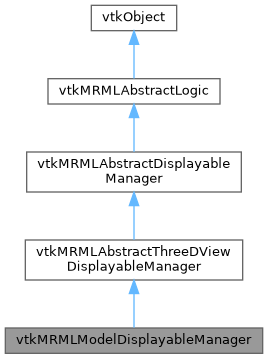 vtkObject
vtkMRMLAbstractLogic
vtkMRMLAbstractDisplayable
Manager
vtkMRMLAbstractThreeDView
DisplayableManager
vtkMRMLModelDisplayableManager